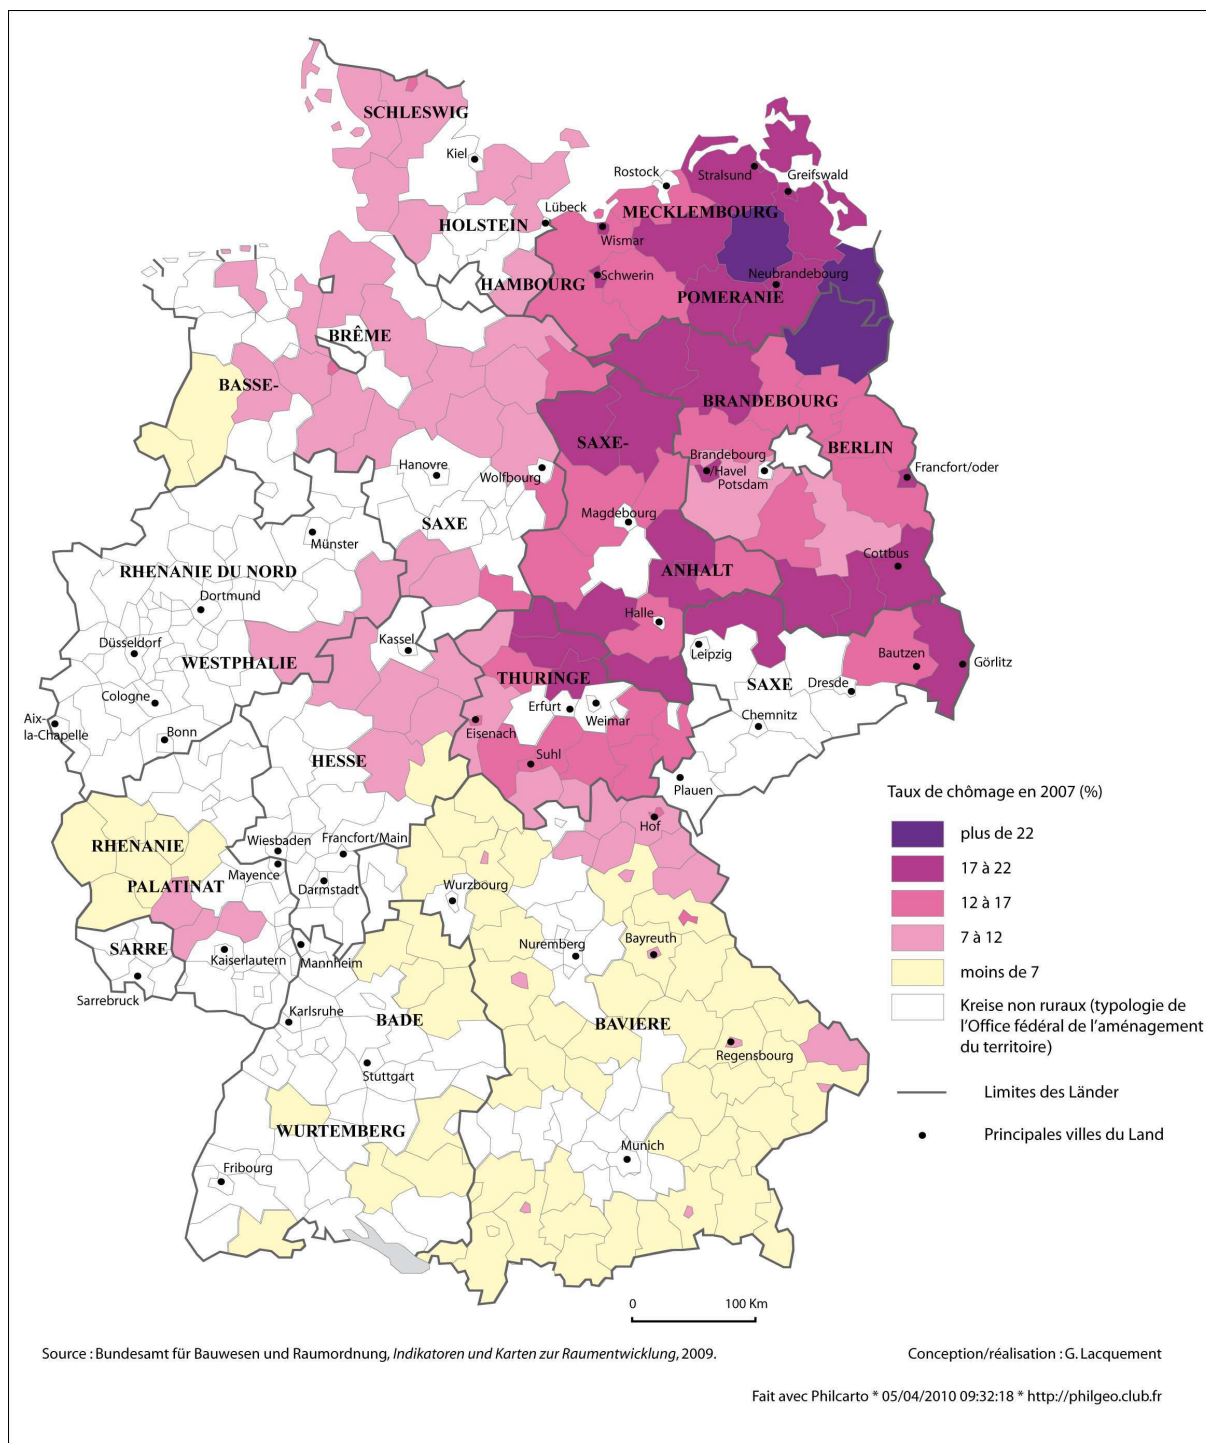 SCHLESWIG
Kiel
Rostock
Stralsund
Greifswald
Lübeck
MECKLEMBOURG
HOLSTEIN
Wismar
HAMBOURG
Schwerin
Neubrandebourg
POMERANIE
BRÊME
BASSE-
BRANDEBOURG
SAXE-
BERLIN
Hanovre
Wolfbourg
Brandebourg
/Havel
Potsdam
Francfort/oder
Magdebourg
SAXE
Münster
Cottbus
RHENANIE DU NORD
ANHALT
Dortmund
Halle
Düsseldorf
Kassel
WESTPHALIE
Leipzig
Bautzen
Görlitz
THURINGE
SAXE
Dresde
Cologne
Erfurt
Weimar
Aix-
la-Chapelle
Bonn
Eisenach
Chemnitz
HESSE
Suhl
Plauen
Hof
RHENANIE
Wiesbaden
Francfort/Main
Mayence
PALATINAT
Darmstadt
Wurzbourg
SARRE
Kaiserlautern
Mannheim
Nuremberg
Bayreuth
Sarrebruck
Karlsruhe
BADE
BAVIERE
Stuttgart
Regensbourg
WURTEMBERG
Munich
Fribourg
Taux de chômage en 2007 (%)
plus de 22
17 à 22
12 à 17
7 à 12
moins de 7
Kreise non ruraux (typologie de
l'Office fédéral de l'aménagement
du territoire)
Limites des Länder
Principales villes du Land
0 100 Km
Source : Bundesamt für Bauwesen und Raumordnung, Indikatoren und Karten zur Raumentwicklung, 2009.
Conception/réalisation : G. Lacquement
Fait avec Philcarto * 05/04/2010 09:32:18 * http://philgeo.club.fr